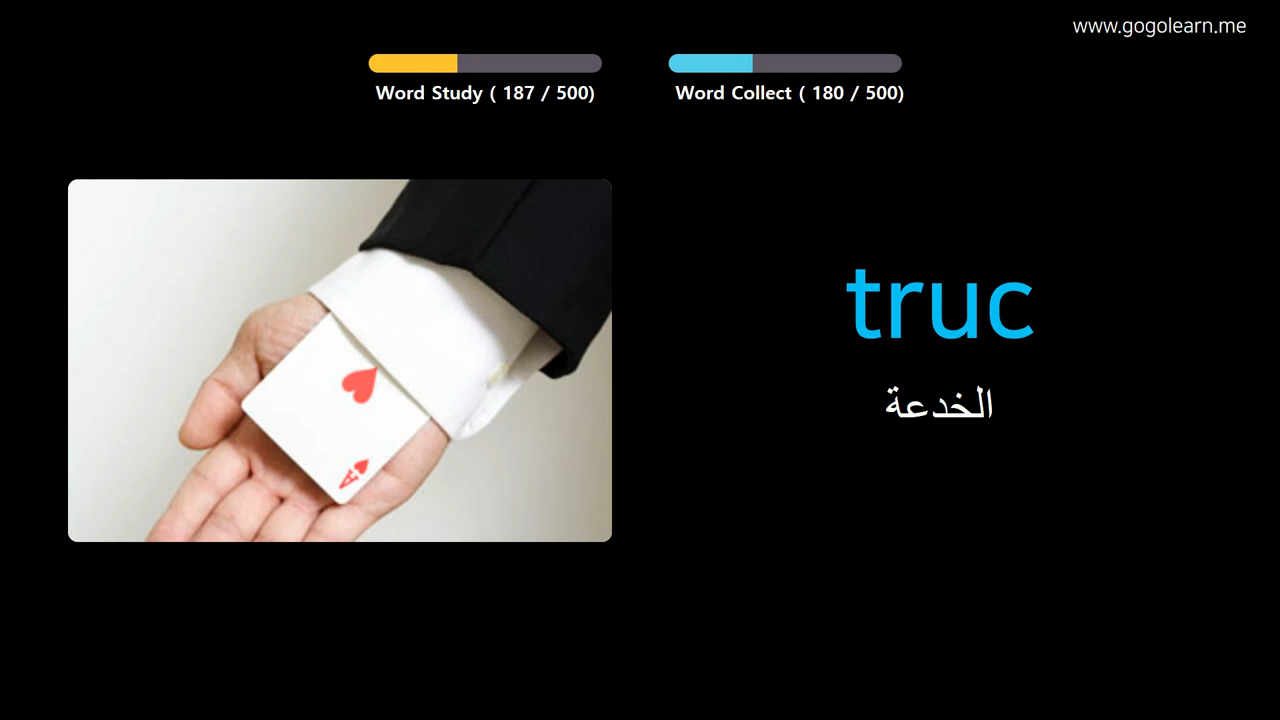 www.gogolearn.me
Word Study ( 187 / 500)
Word Collect ( 180 / 500)
truc
الخدعة
A